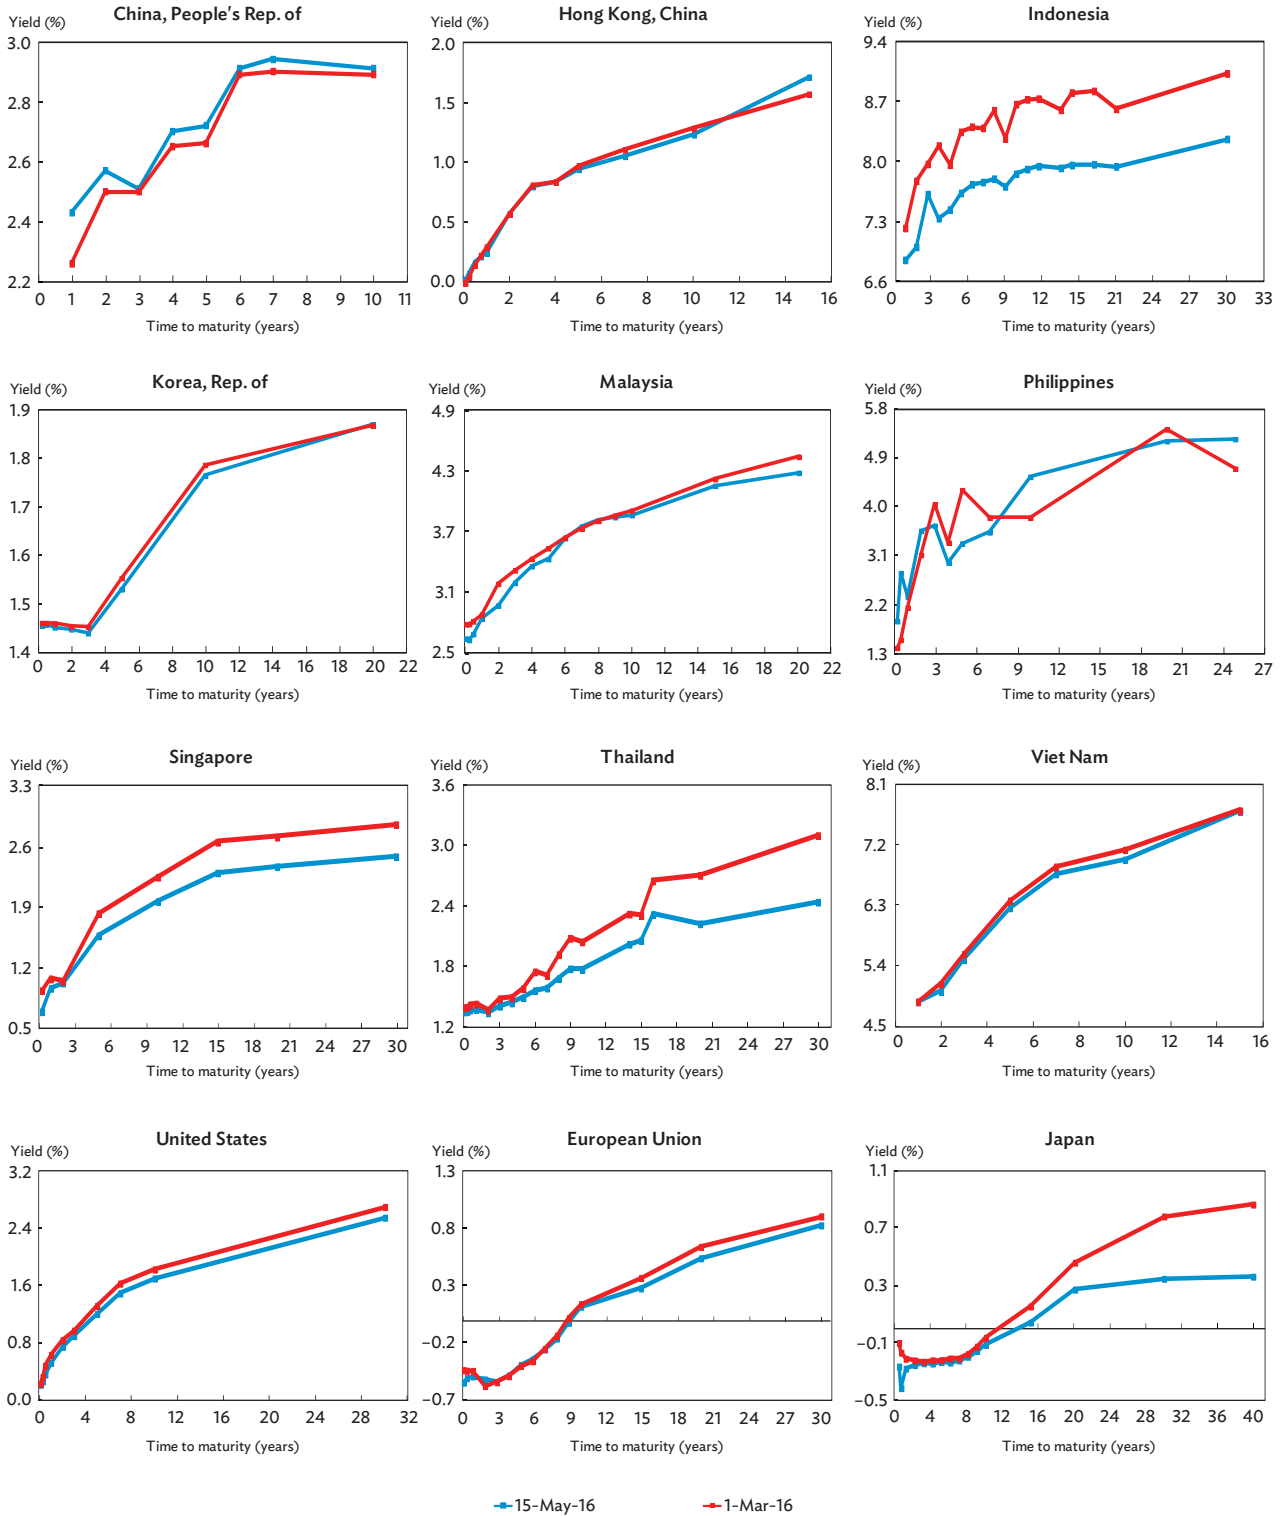 China, People's Rep. of
Yield (%)
3.0
2.8
2.6
2.4
2.2
0 1 2 3 4 5 6 7 8 9 10 11
Time to maturity (years)
Hong Kong, China
Yield (%)
2.0
1.5
1.0
0.5
0.0
0 2 4 6 8 10 12 14 16
Time to maturity (years)
Indonesia
Yield (%)
9.4
8.7
8.0
7.3
6.6
0 3 6 9 12 15 21 24 27 30 33
Time to maturity (years)
Korea, Rep. of
Yield (%)
1.9
1.8
1.7
1.6
1.5
1.4
0 2 4 6 8 10 12 14 16 18 20 22
Time to maturity (years)
Malaysia
Yield (%)
4.9
4.3
3.7
3.1
2.5
0 2 4 6 8 10 12 14 16 18 20 22
Time to maturity (years)
Philippines
Yield (%)
5.8
4.9
4.0
3.1
2.2
1.3
0 3 6 9 12 15 18 21 24 27
Time to maturity (years)
Singapore
Yield (%)
3.3
2.6
1.9
1.2
0.5
0 3 6 9 12 15 18 21 24 27 30
Time to maturity (years)
Thailand
Yield (%)
3.6
3.0
2.4
1.8
1.2
0 3 6 9 12 15 18 21 24 27 30
Time to maturity (years)
Viet Nam
Yield (%)
8.1
7.2
6.3
5.4
4.5
0 2 4 6 8 10 12 14 16
Time to maturity (years)
United States
Yield (%)
3.2
2.4
1.6
0.8
0.0
0 4 8 12 16 20 24 28 32
Time to maturity (years)
European Union
Yield (%)
1.3
0.8
0.3
–0.2
–0.7
0 3 6 9 12 15 18 21 24 27 30
Time to maturity (years)
Japan
Yield (%)
1.1
0.7
0.3
–0.1
–0.5
0 4 8 12 16 20 24 28 32 36 40
Time to maturity (years)
15-May-16 1-Mar-16